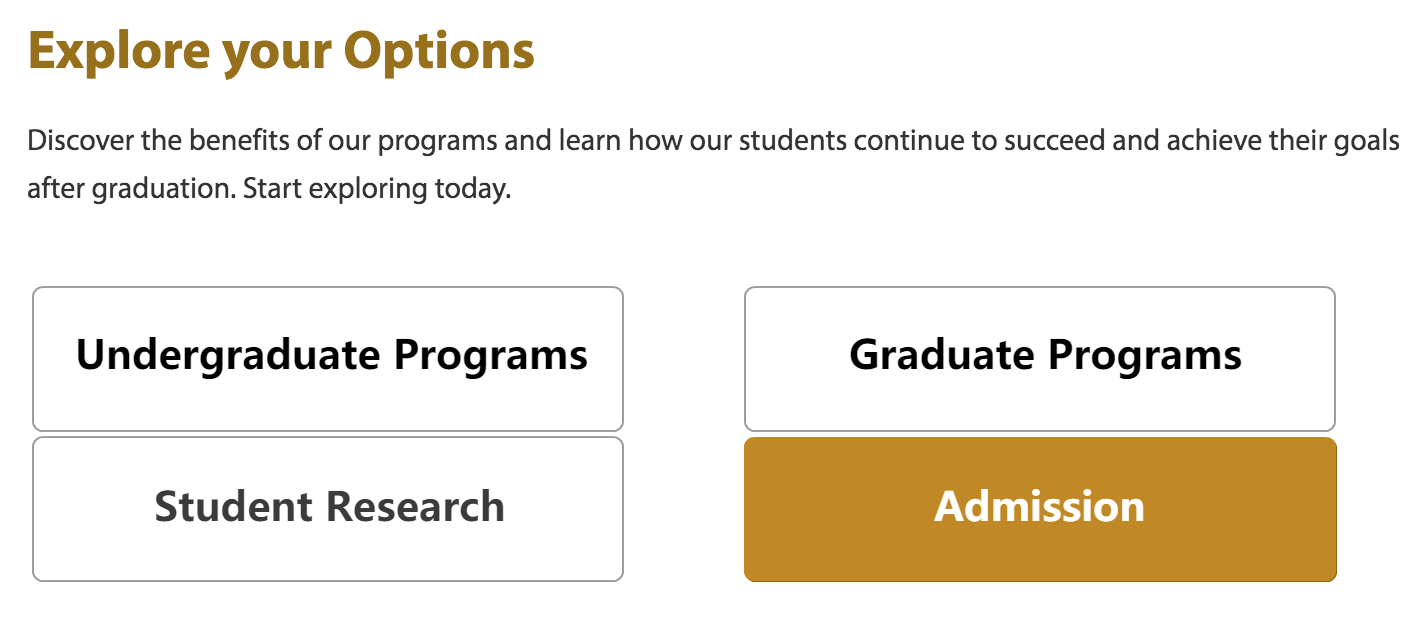 Explore your Options
Discover the benefits of our programs and learn how our students continue to succeed and achieve their goals
after graduation. Start exploring today.
Undergraduate Programs
Graduate Programs
Student Research
Admission